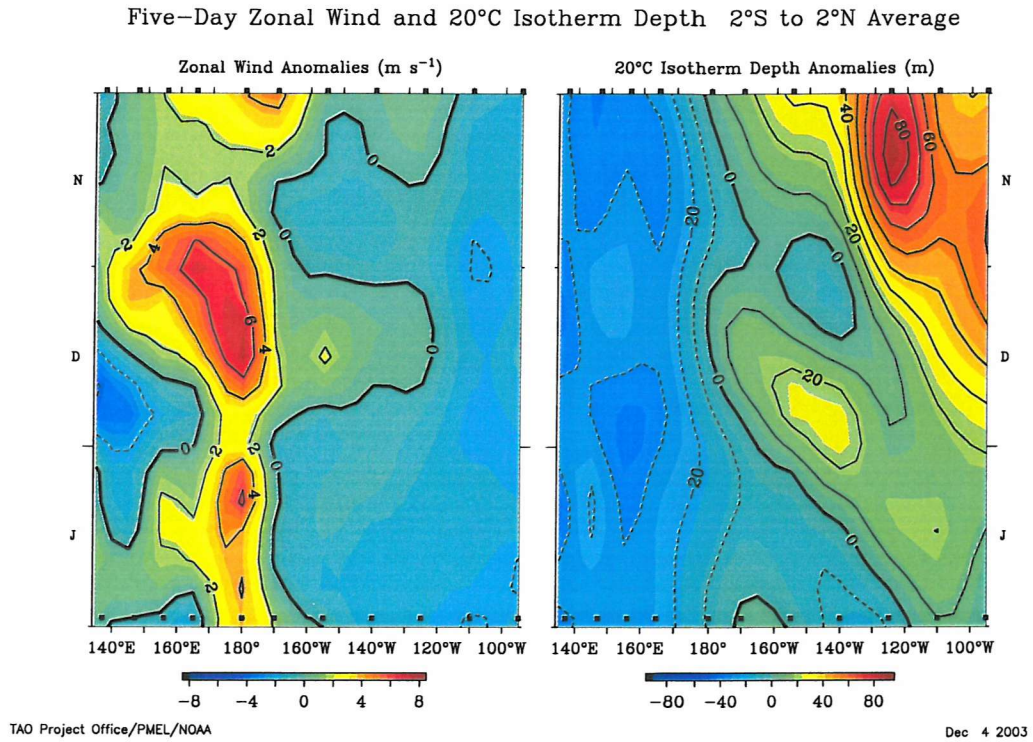 Five-Day Zonal Wind and 20°C Isotherm Depth 2°S to 2°N Average
Zonal Wind Anomalies (m s⁻¹)
20°C Isotherm Depth Anomalies (m)
2
0
N
2
4
2
0
6
4
D
0
0
2
2
0
4
J
2
140°E 160°E 180° 160°W 140°W 120°W 100°W
-8 -4 0 4 8
40
80
60
0
-20
N
20
0
D
20
0
-20
J
0
140°E 160°E 180° 160°W 140°W 120°W 100°W
-80 -40 0 40 80
TAO Project Office/PMEL/NOAA
Dec 4 2003